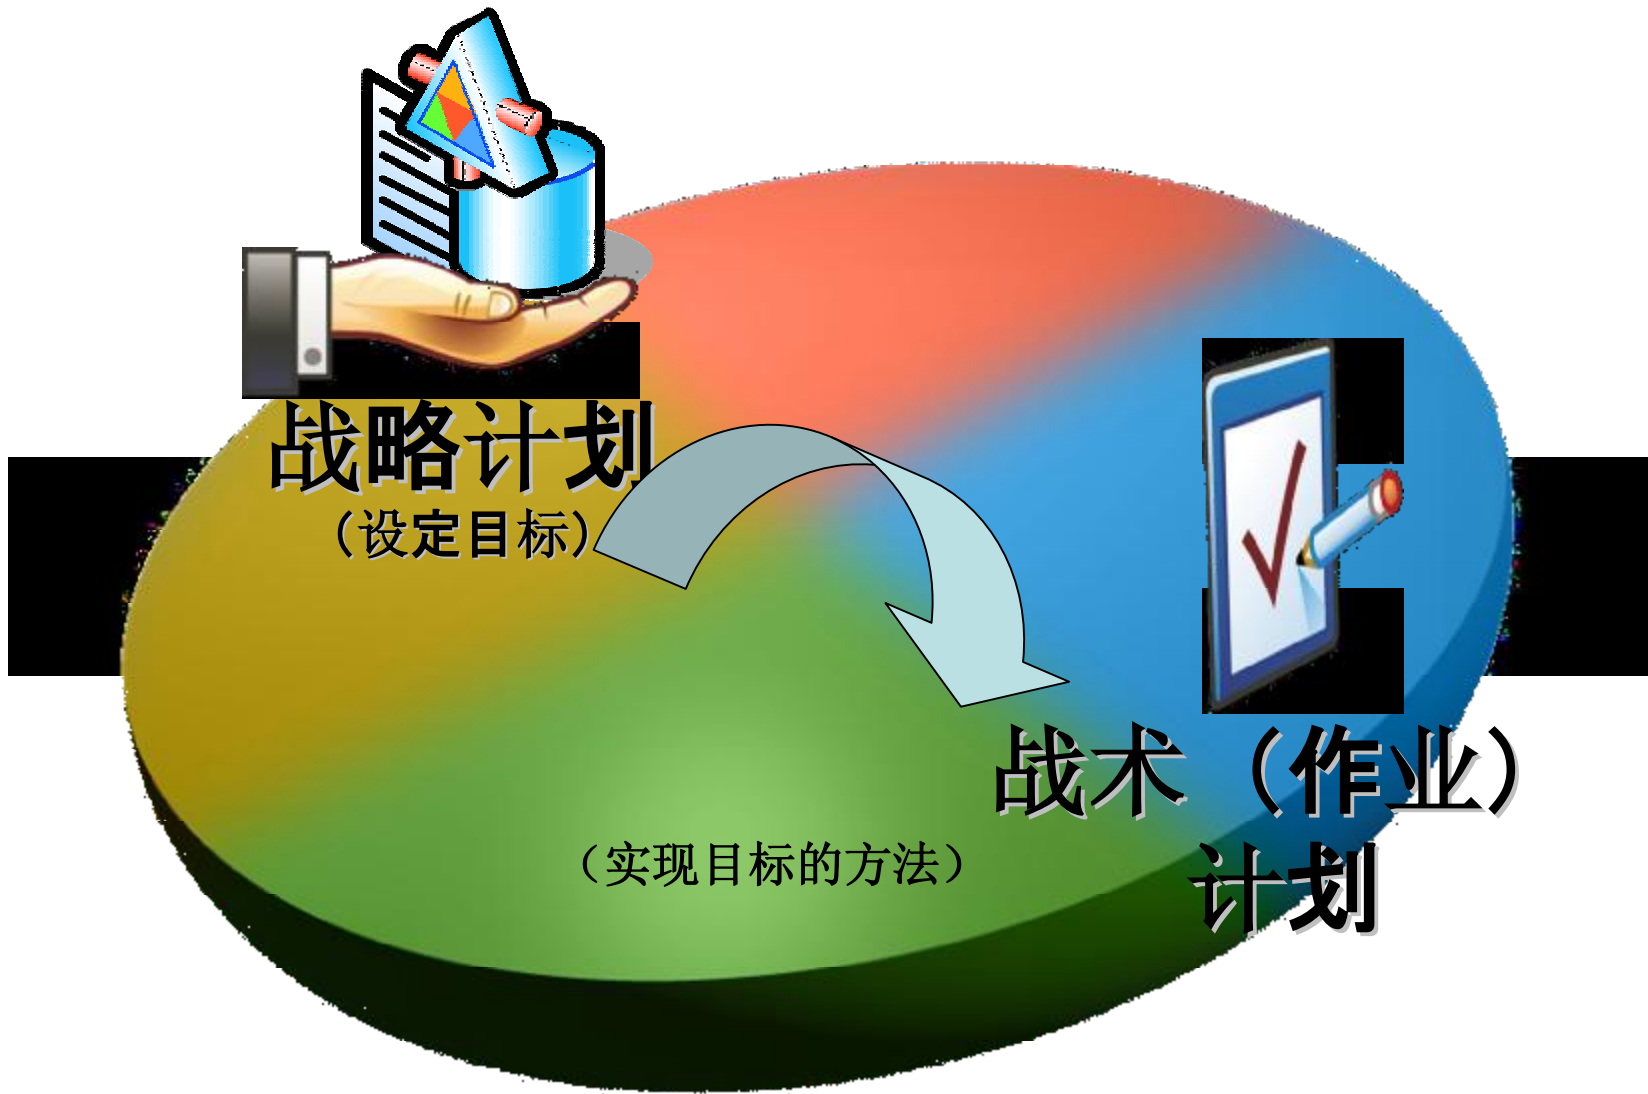 战略计划
（设定目标）
战术（作业）
计划
（实现目标的方法）